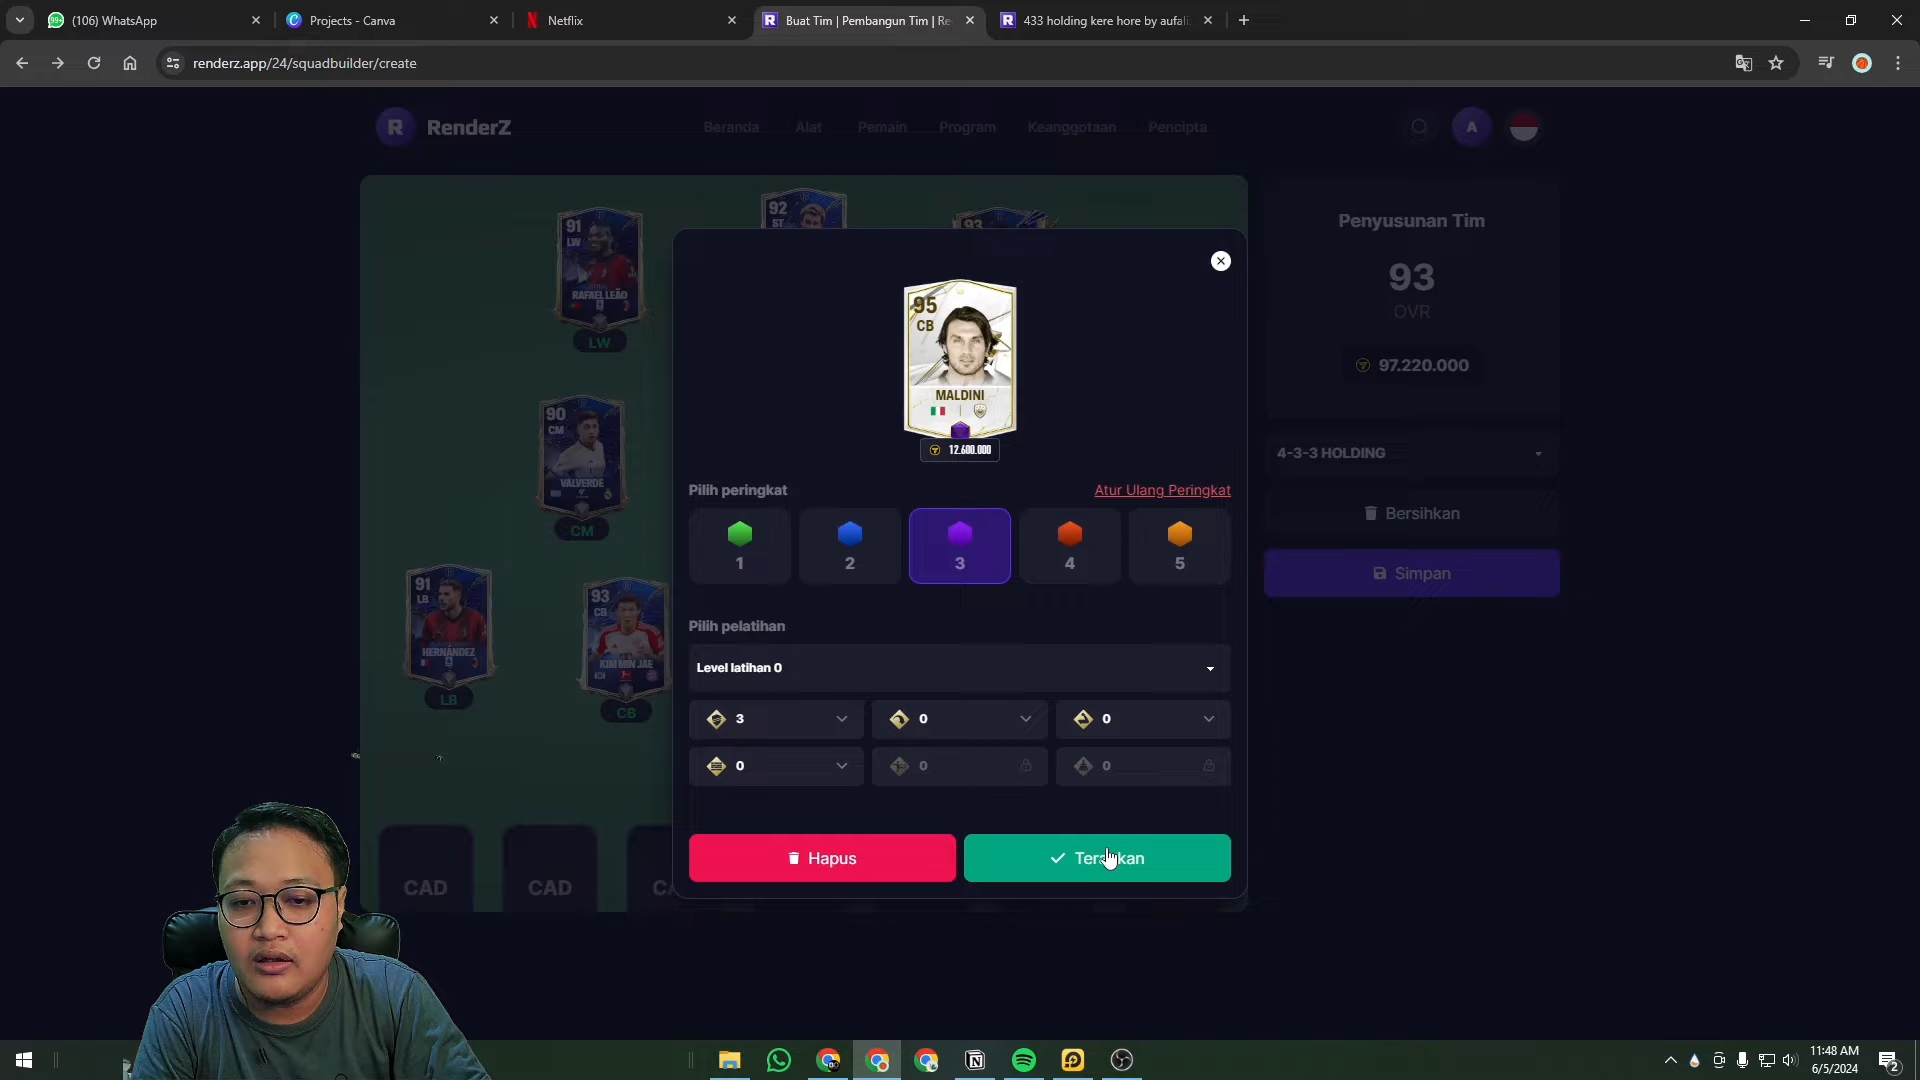 (106) WhatsApp
Projects - Canva
Netflix
Buat Tim | Pembangun Tim | Re
433 holding kere hore by aufal
renderz.app/24/squadbuilder/create
R RenderZ
Beranda
Alat
Pemain
Program
Keanggotaan
Pencipta
A
91
LW
RAFAEL LEÃO
LW
92
ST
93
90
CM
VALVERDE
CM
91
LB
HERNÁNDEZ
LB
93
CB
KIM MIN JAE
CB
CAD
CAD
CA
95
CB
MALDINI
12.600.000
Pilih peringkat
Atur Ulang Peringkat
1
2
3
4
5
Pilih pelatihan
Level latihan 0
3
0
0
0
0
0
Hapus
Terapkan
Penyusunan Tim
93
OVR
97.220.000
4-3-3 HOLDING
Bersihkan
Simpan
11:48 AM
6/5/2024
2